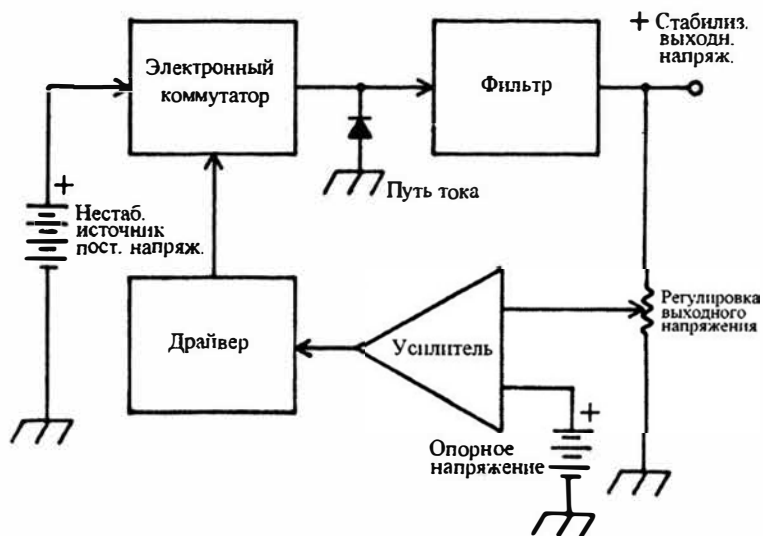 + Стабилиз.
выходн.
напряж.
Электронный
коммутатор
Фильтр
+
Путь тока
Нестаб.
источник
пост. напряж.
Регулировка
выходного
напряжения
Драйвер
Усилитель
+
Опорное
напряжение